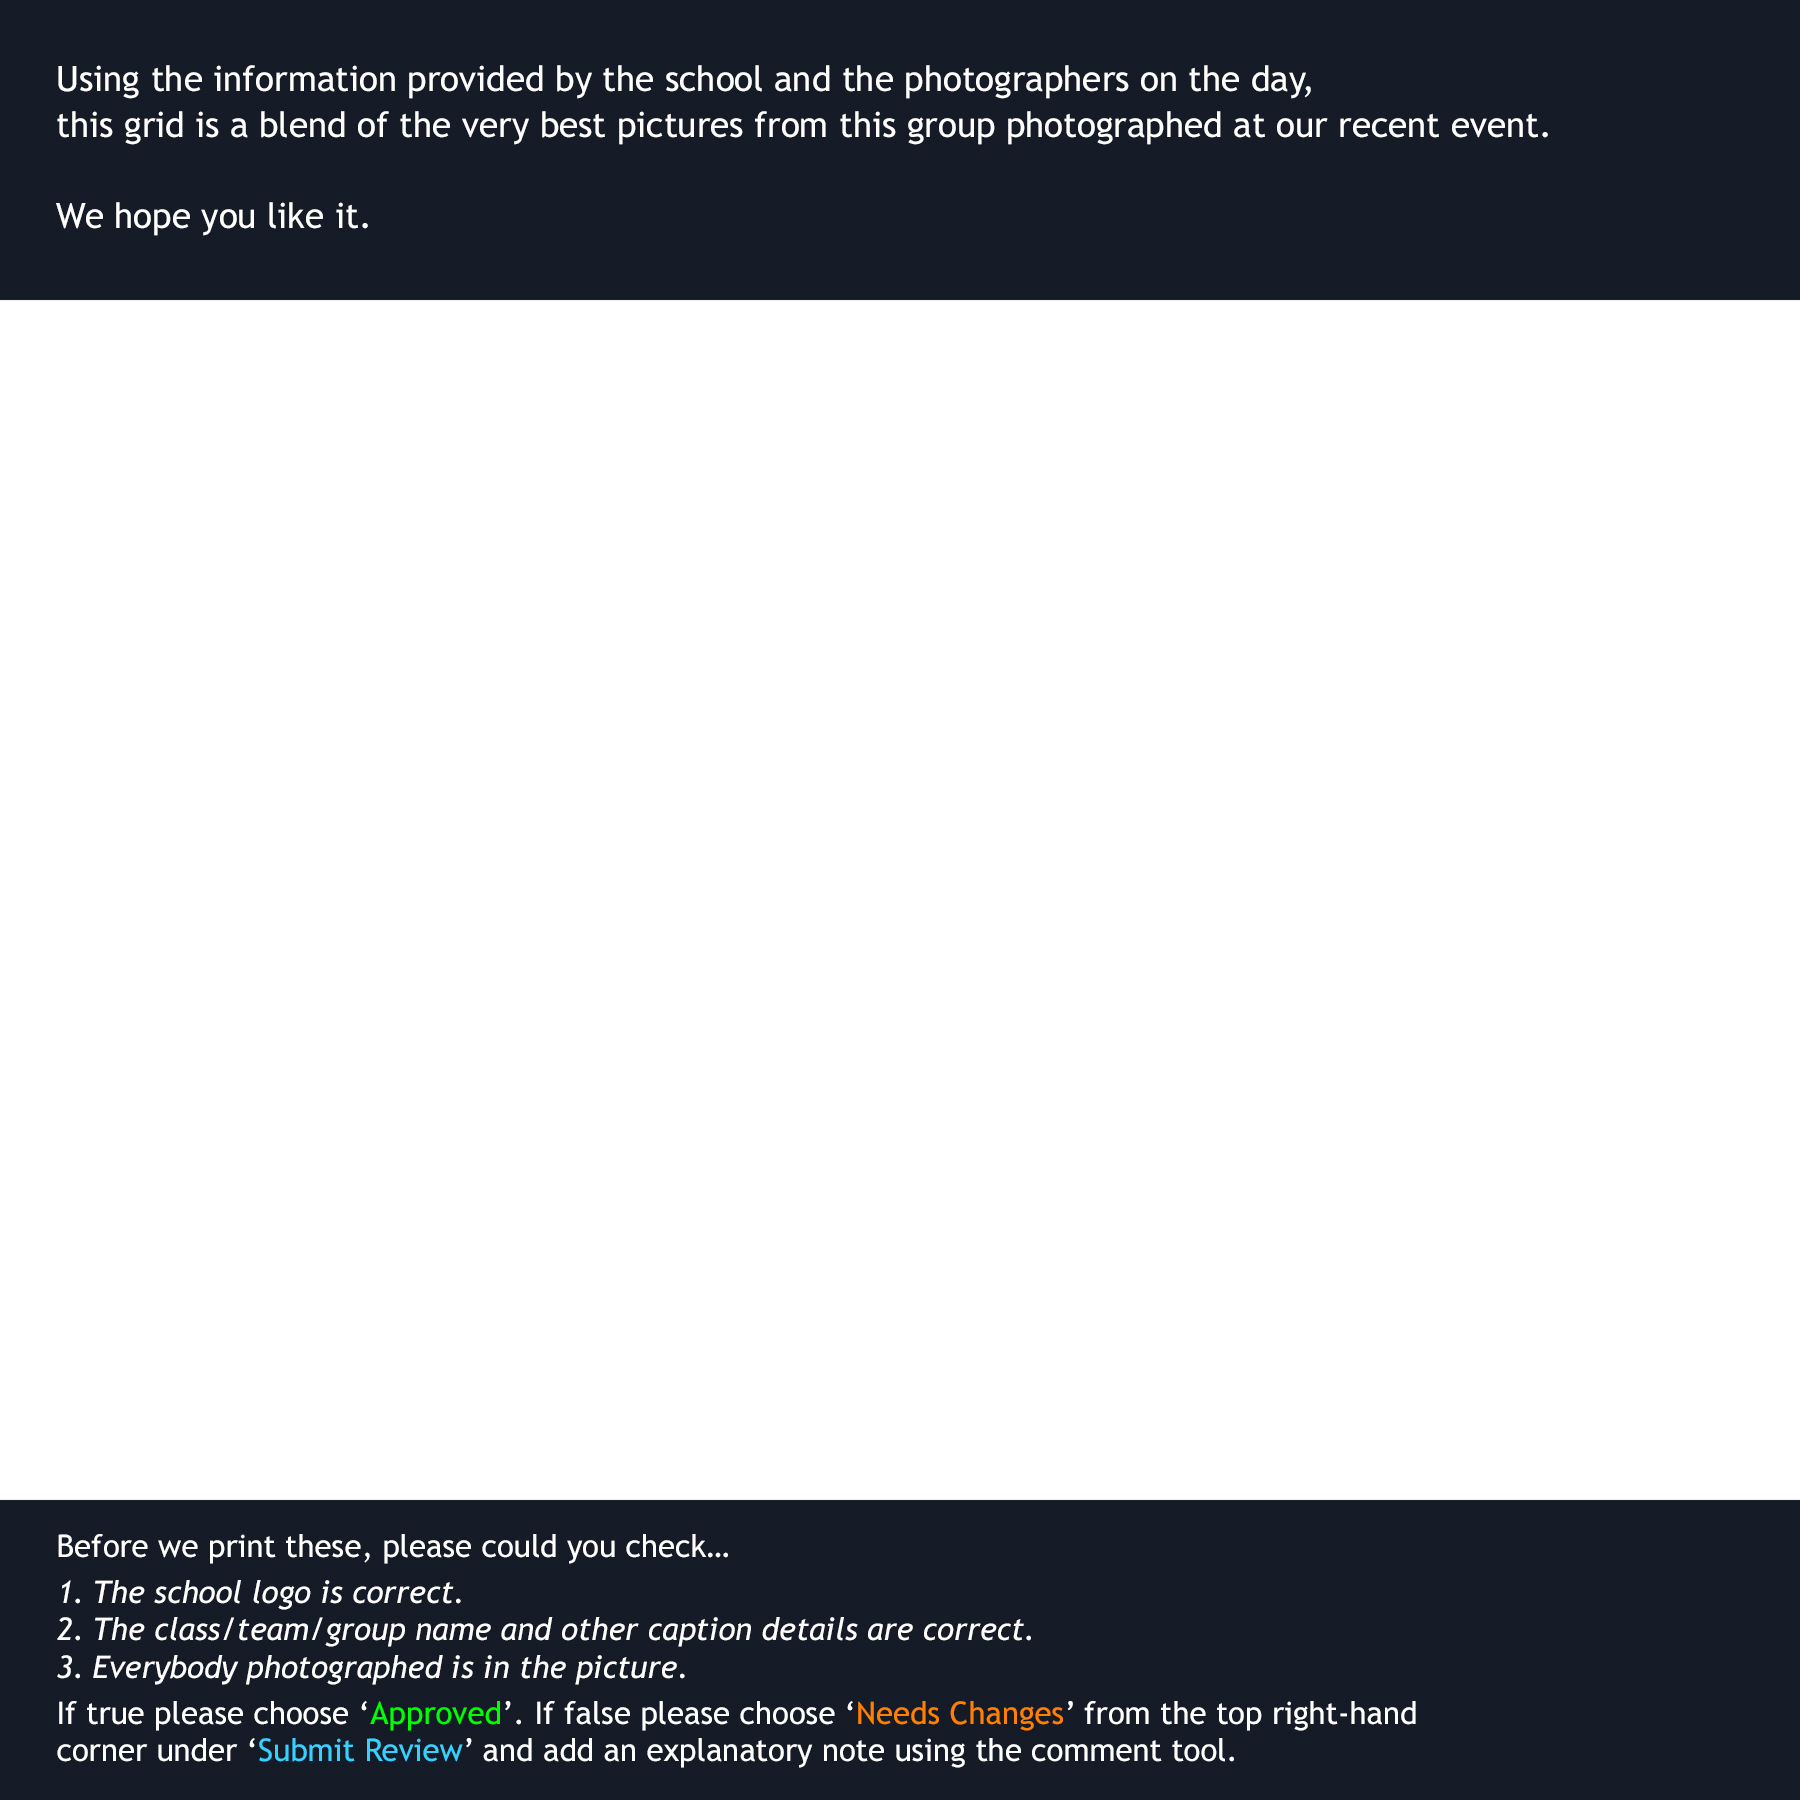 Using the information provided by the school and the photographers on the day,
this grid is a blend of the very best pictures from this group photographed at our recent event.
We hope you like it.
Before we print these, please could you check…
1. The school logo is correct.
2. The class/team/group name and other caption details are correct.
3. Everybody photographed is in the picture.
If true please choose ‘Approved’. If false please choose ‘Needs Changes’ from the top right-hand
corner under ‘Submit Review’ and add an explanatory note using the comment tool.